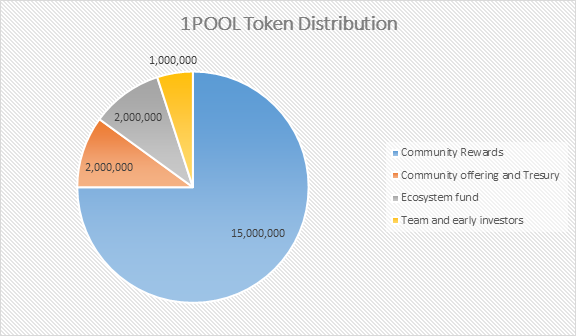 1POOL Token Distribution
1,000,000
2,000,000
2,000,000
15,000,000
Community Rewards
Community offering and Tresury
Ecosystem fund
Team and early investors